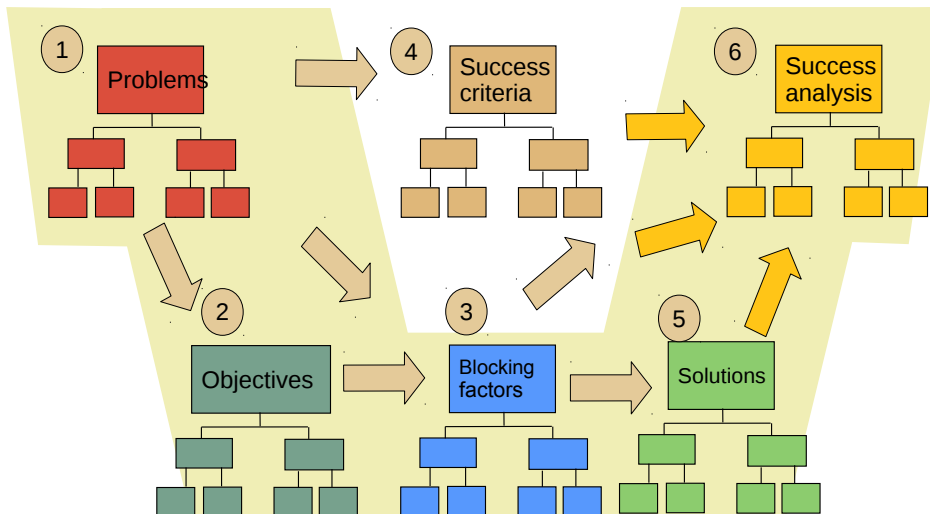 1
Problems
4
Success
criteria
6
Success
analysis
2
Objectives
3
Blocking
factors
5
Solutions